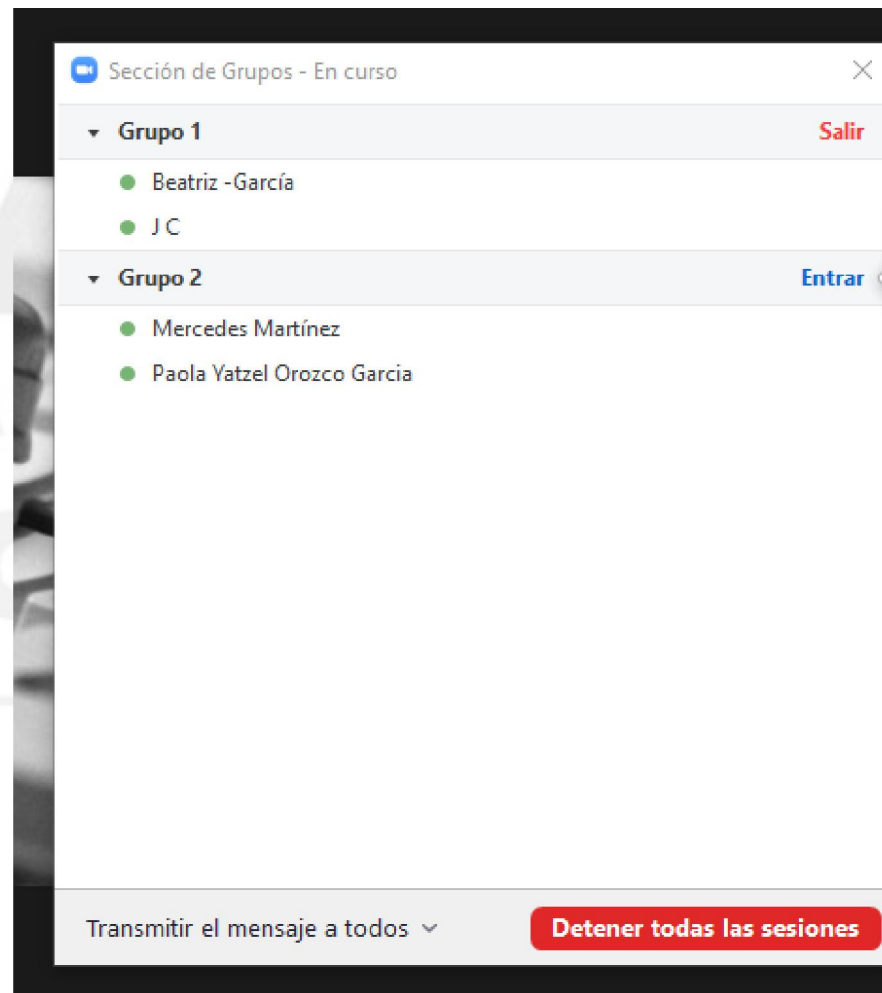 Sección de Grupos - En curso
Grupo 1 Salir
Beatriz -García
J C
Grupo 2 Entrar
Mercedes Martínez
Paola Yatzel Orozco Garcia
Transmitir el mensaje a todos Detener todas las sesiones